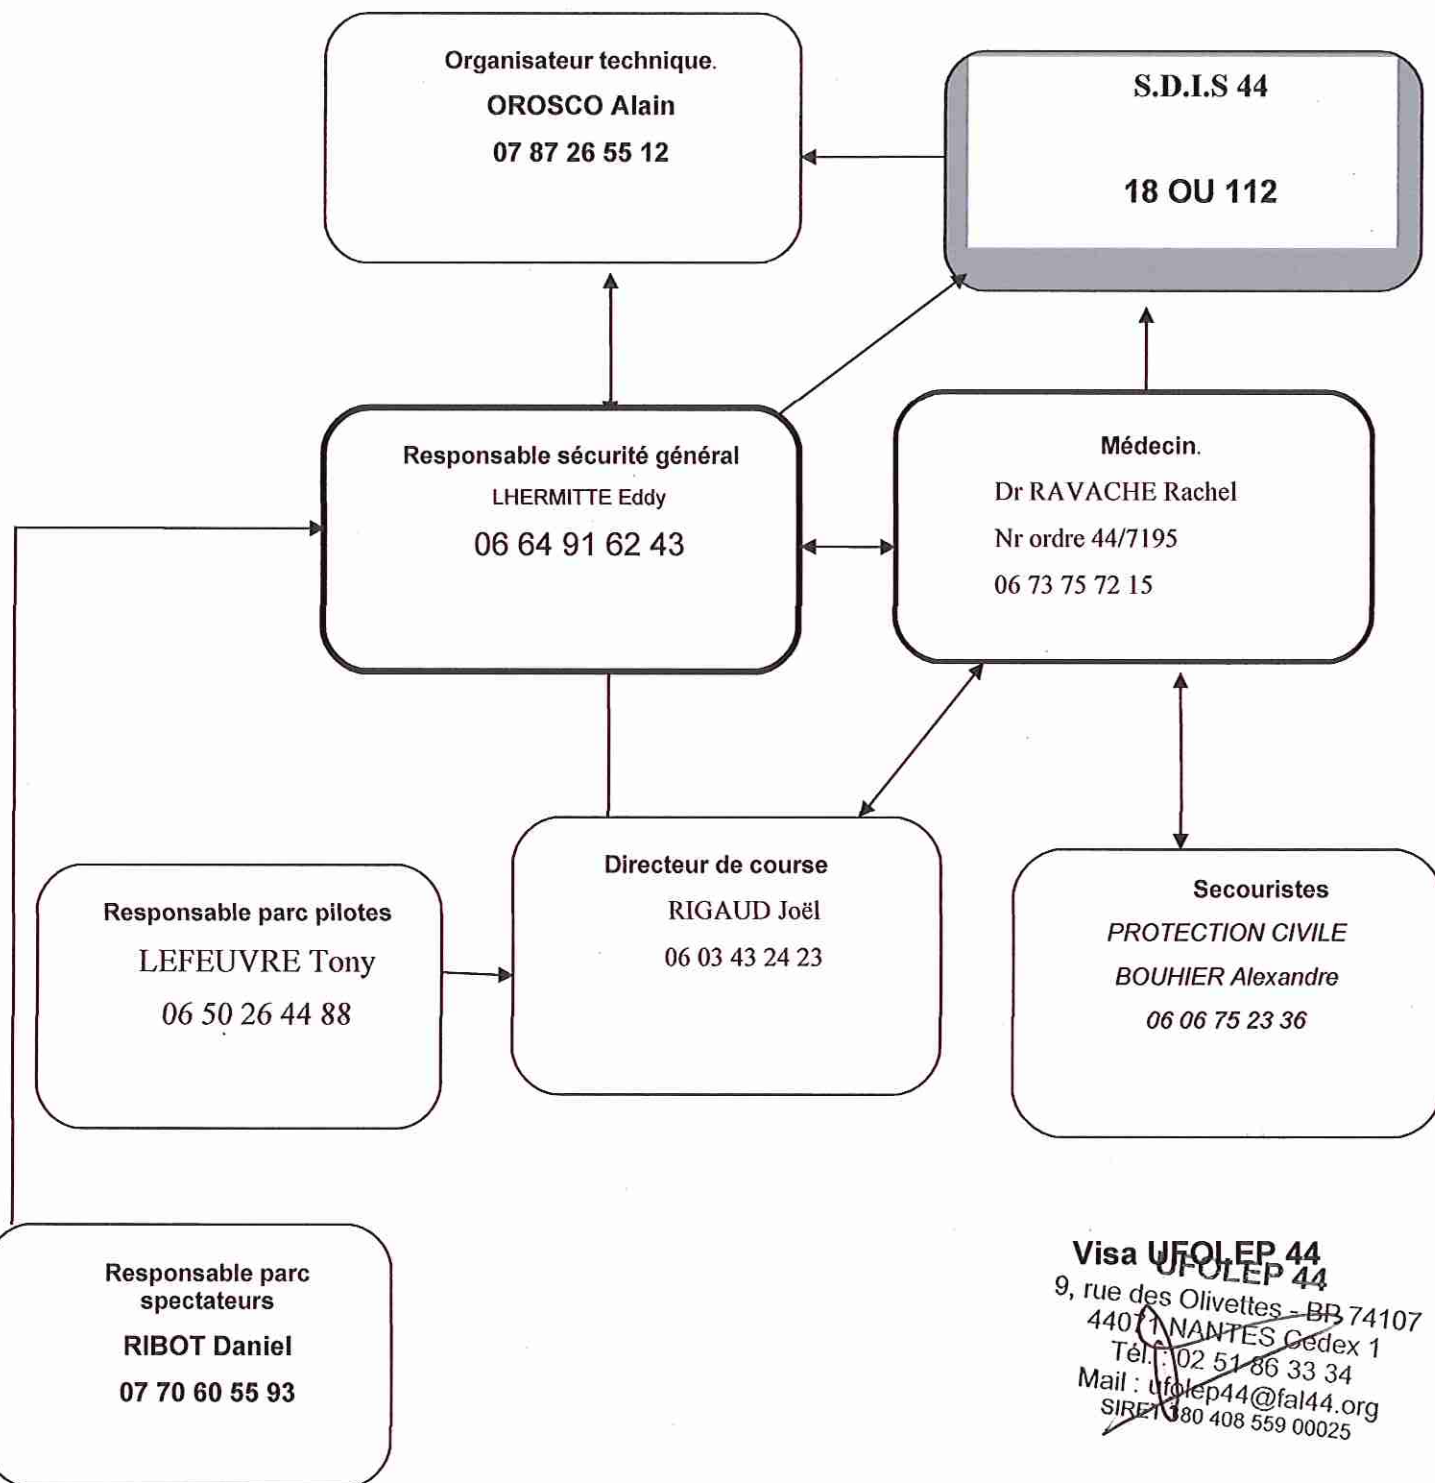 Organisateur technique.
OROSCO Alain
07 87 26 55 12
S.D.I.S 44
18 OU 112
Responsable sécurité général
LHERMITTE Eddy
06 64 91 62 43
Médecin.
Dr RAVACHE Rachel
Nr ordre 44/7195
06 73 75 72 15
Responsable parc pilotes
LEFEUVRE Tony
06 50 26 44 88
Directeur de course
RIGAUD Joël
06 03 43 24 23
Secouristes
PROTECTION CIVILE
BOUHIER Alexandre
06 06 75 23 36
Responsable parc
spectateurs
RIBOT Daniel
07 70 60 55 93
Visa UFOLEP 44
UFOLEP 44
9, rue des Olivettes - BP 74107
44071 NANTES Cedex 1
Tél. : 02 51 86 33 34
Mail : ufolep44@fal44.org
SIRET 380 408 559 00025